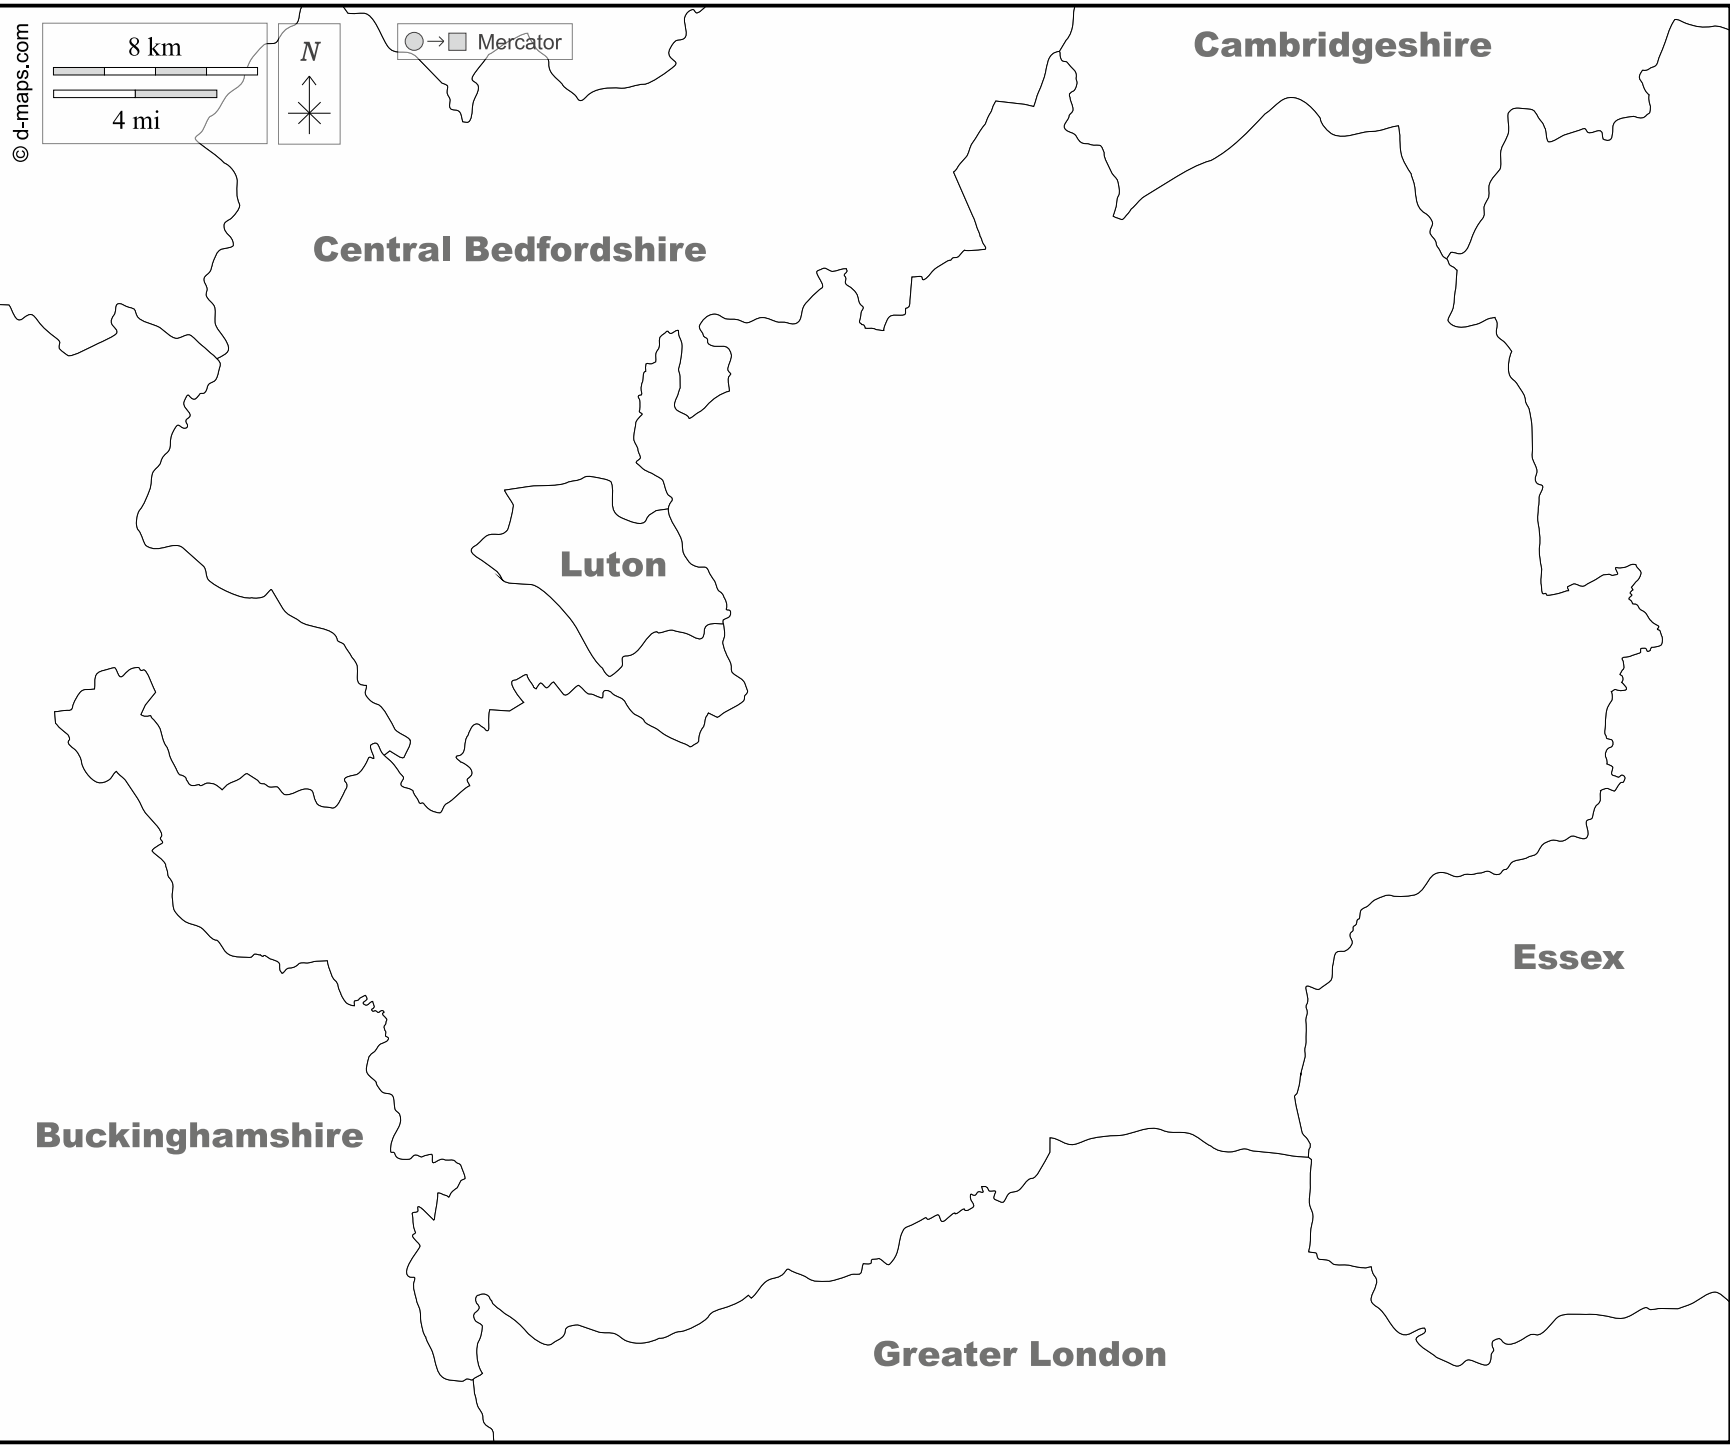 © d-maps.com
8 km
4 mi
N
Mercator
Cambridgeshire
Central Bedfordshire
Luton
Essex
Buckinghamshire
Greater London